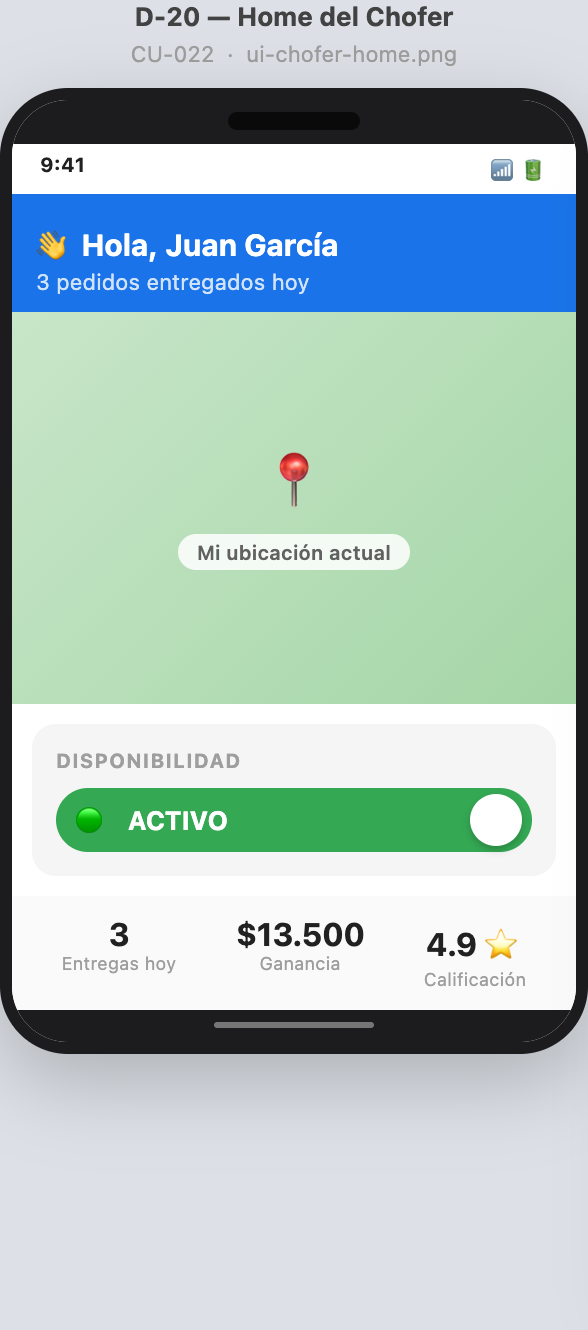 D-20 — Home del Chofer
CU-022 · ui-chofer-home.png
9:41
Hola, Juan García
3 pedidos entregados hoy
Mi ubicación actual
DISPONIBILIDAD
ACTIVO
3
Entregas hoy
$13.500
Ganancia
4.9
Calificación